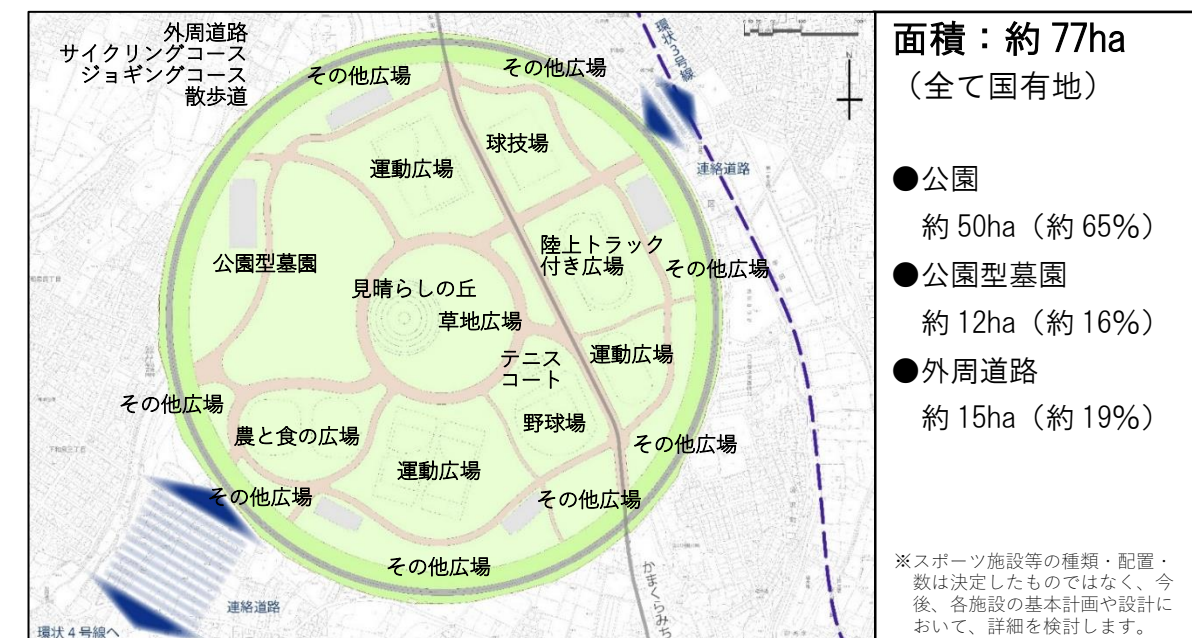 外周道路
サイクリングコース
ジョギングコース
散歩道
その他広場
その他広場
環状3号線
連絡道路
球技場
運動広場
陸上トラック
付き広場
その他広場
公園型墓園
見晴らしの丘
草地広場
テニス
コート
運動広場
その他広場
農と食の広場
野球場
その他広場
運動広場
その他広場
その他広場
その他広場
かまくらみち
連絡道路
環状4号線へ
N
面積：約77ha
（全て国有地）
●公園
約50ha（約65%）
●公園型墓園
約12ha（約16%）
●外周道路
約15ha（約19%）
※スポーツ施設等の種類・配置・
数は決定したものではなく、今
後、各施設の基本計画や設計に
おいて、詳細を検討します。